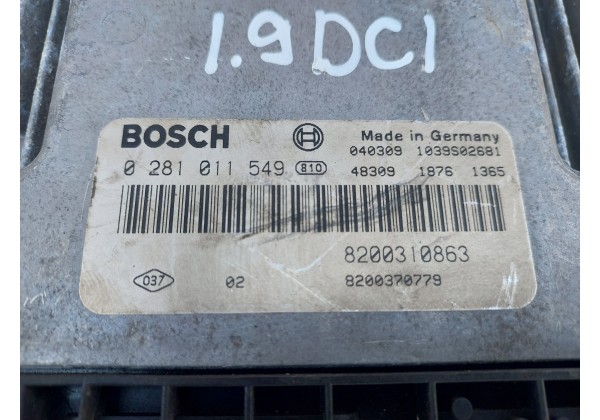 1.9 DCI
BOSCH Made in Germany
040309 1039S02681
0 281 011 549 810 48309 1876 1365
8200310863
037 02 8200370779